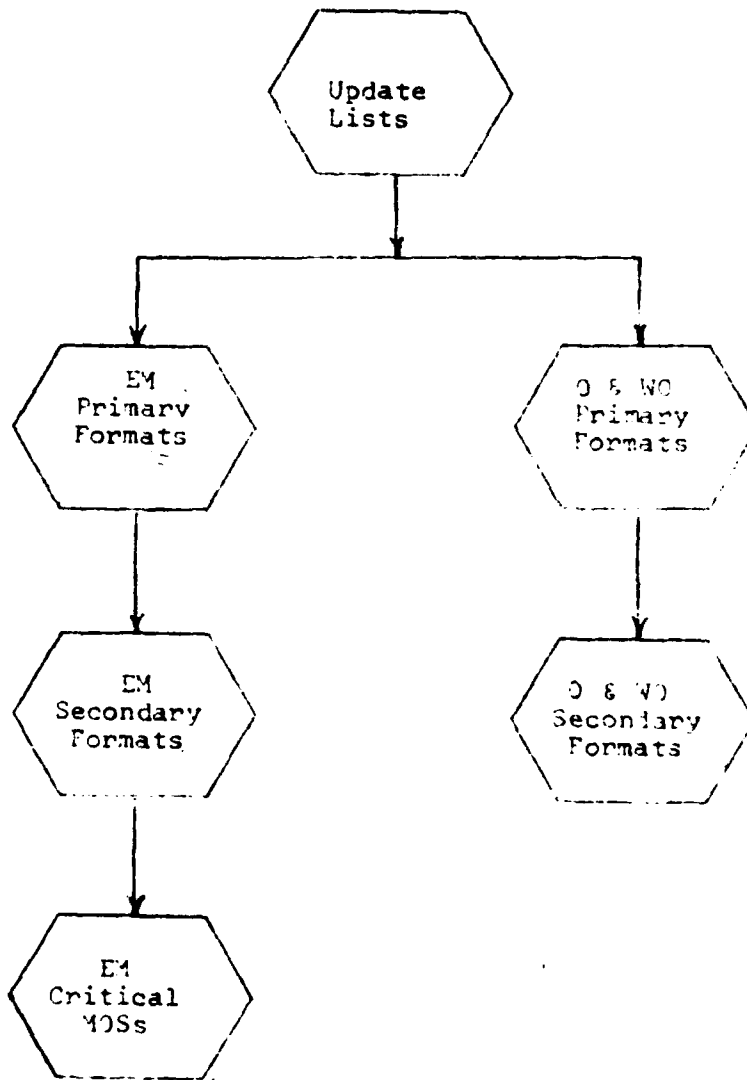 Update
Lists
EM
Primary
Formats
O & WO
Primary
Formats
EM
Secondary
Formats
O & WO
Secondary
Formats
EM
Critical
MOSs